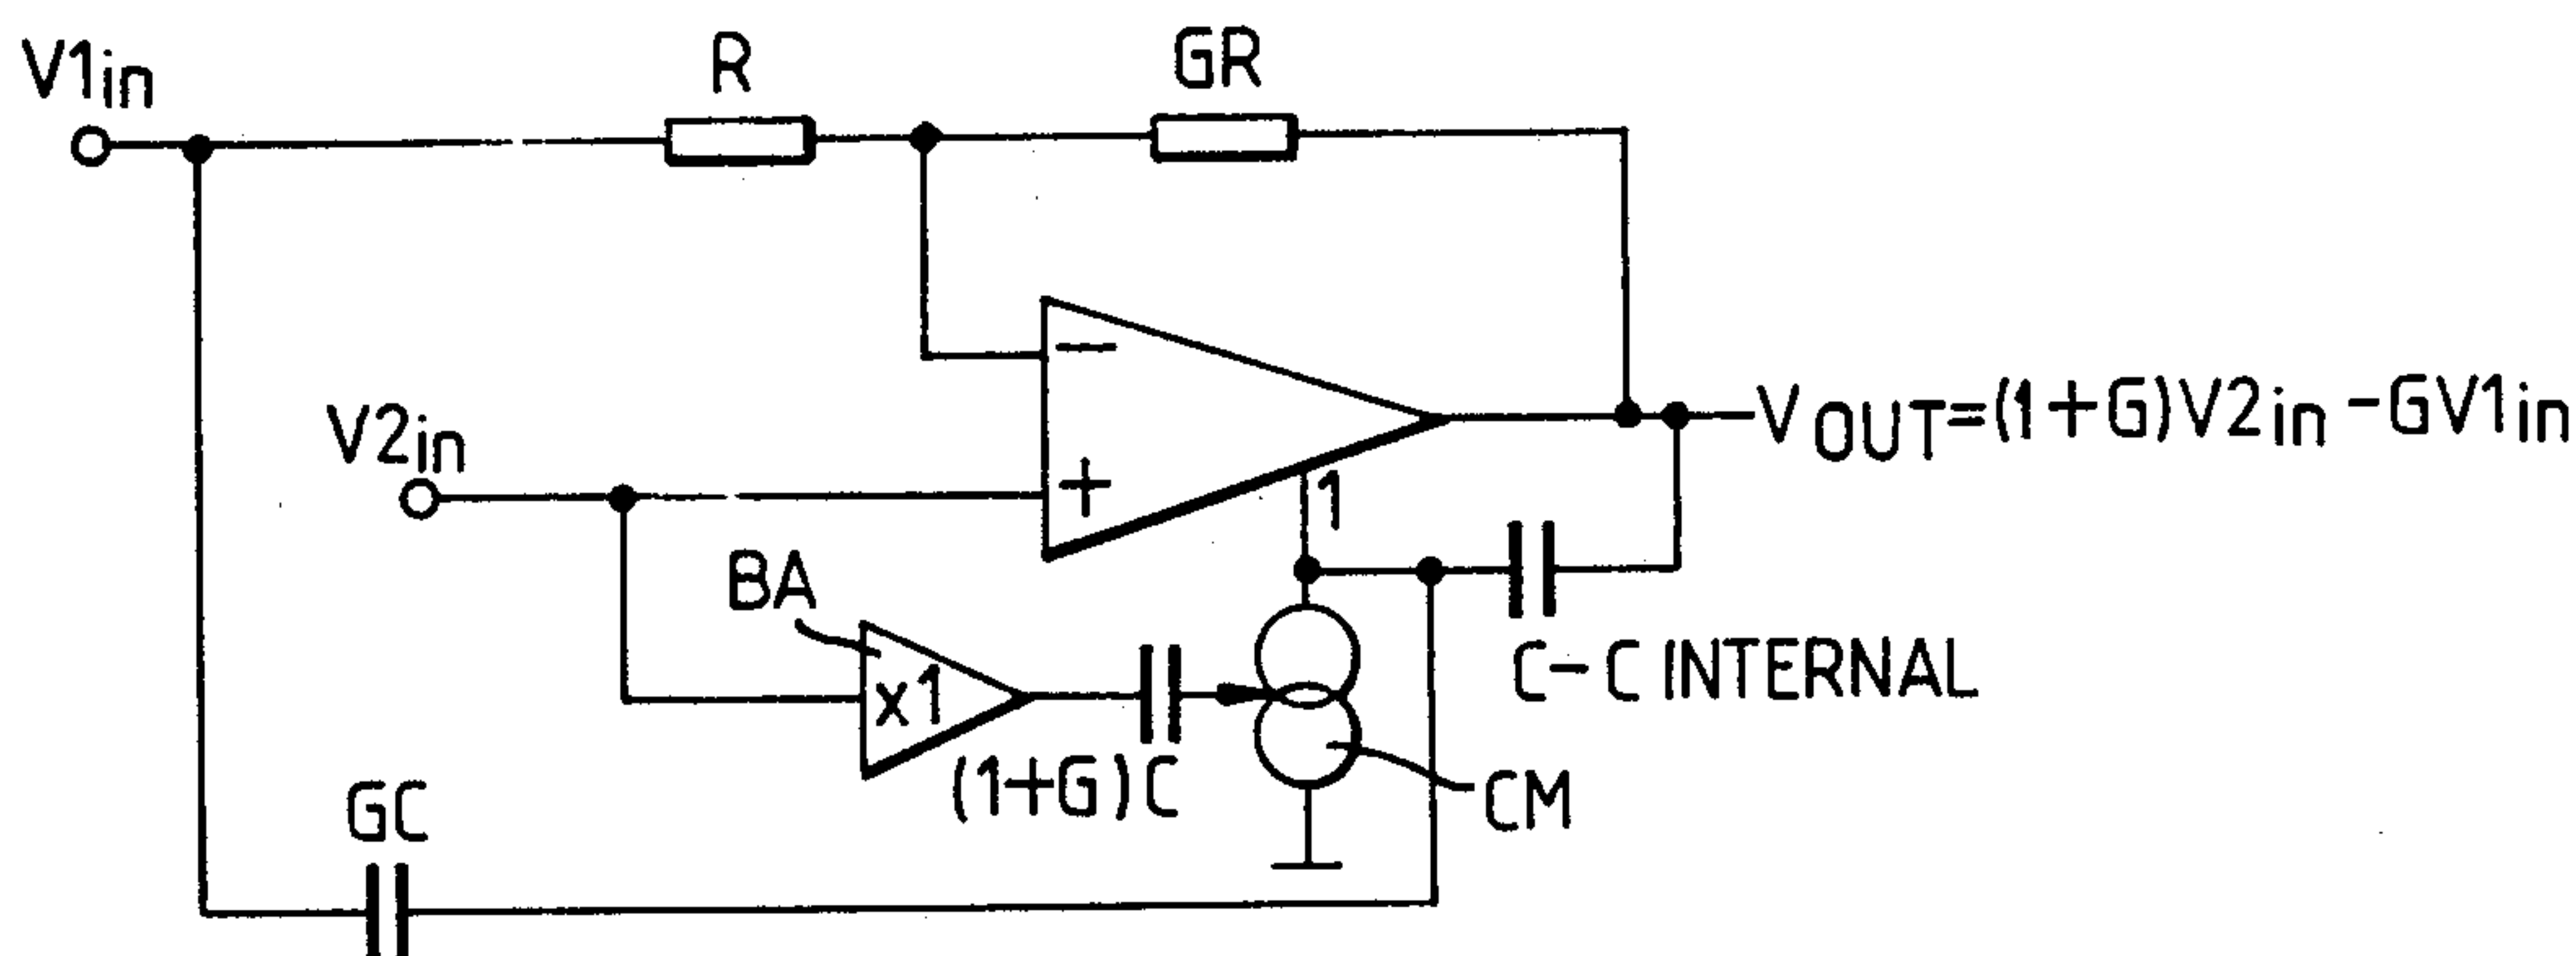 V1in
R
GR
V2in
−
+
1
VOUT=(1+G)V2in −GV1in
BA
x1
(1+G)C
C−C INTERNAL
CM
GC